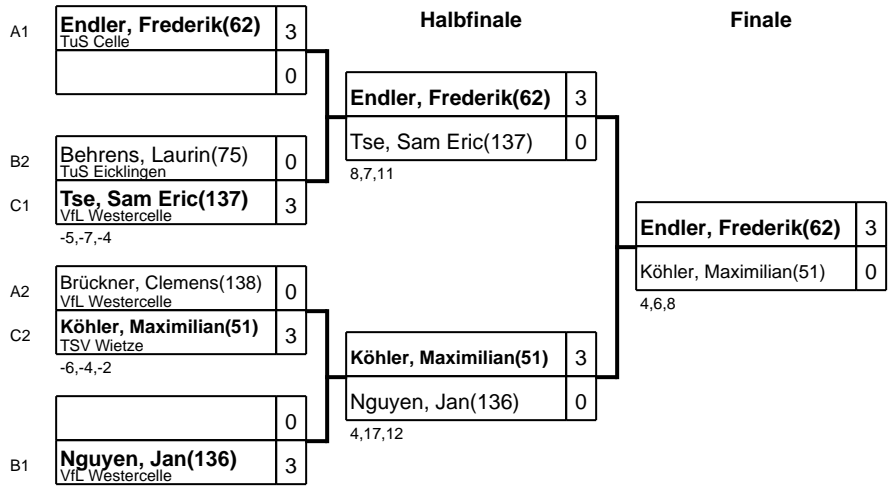 Halbfinale
Finale
A1
Endler, Frederik(62) 3
TuS Celle
0
B2
Behrens, Laurin(75) 0
TuS Eicklingen
C1
Tse, Sam Eric(137) 3
VfL Westercelle
-5,-7,-4
A2
Brückner, Clemens(138) 0
VfL Westercelle
C2
Köhler, Maximilian(51) 3
TSV Wietze
-6,-4,-2
0
B1
Nguyen, Jan(136) 3
VfL Westercelle
Endler, Frederik(62) 3
Tse, Sam Eric(137) 0
8,7,11
Köhler, Maximilian(51) 3
Nguyen, Jan(136) 0
4,17,12
Endler, Frederik(62) 3
Köhler, Maximilian(51) 0
4,6,8